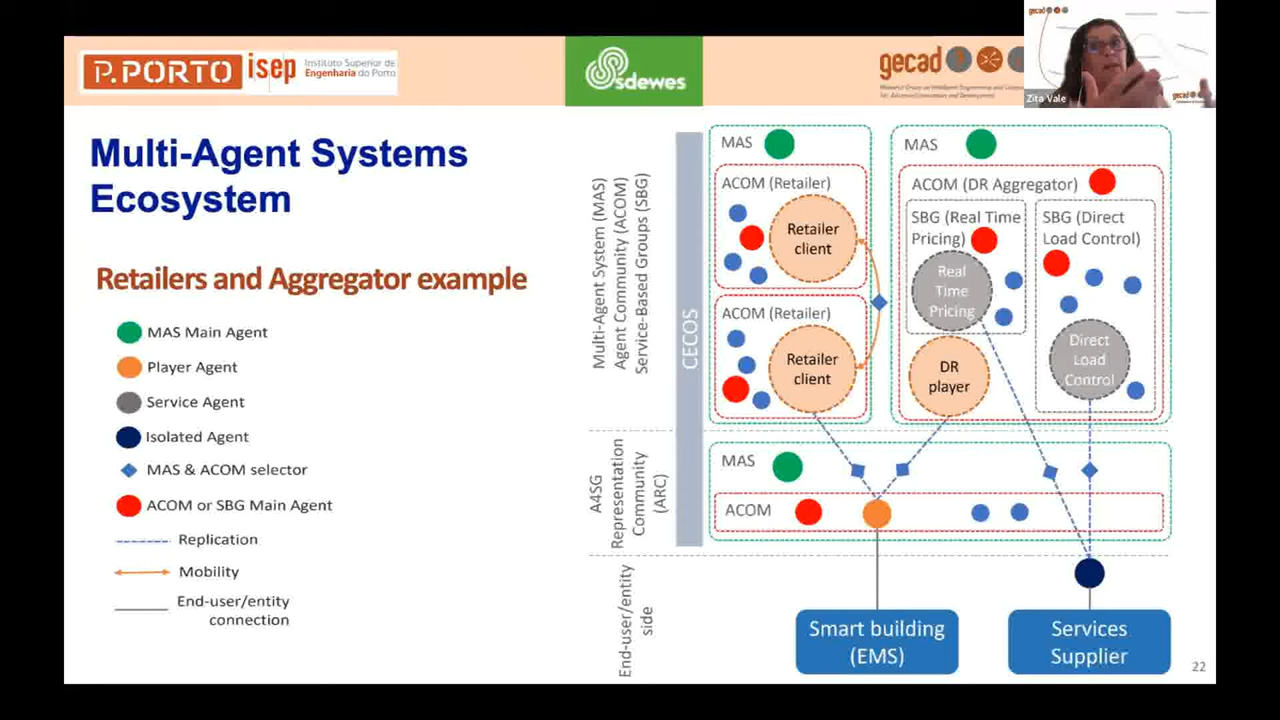 P.PORTO
isep
Instituto Superior de
Engenharia do Porto
sdewes
gecad
gecad
Zita Vale
gecad
Multi-Agent Systems
Ecosystem
Retailers and Aggregator example
MAS Main Agent
Player Agent
Service Agent
Isolated Agent
MAS & ACOM selector
ACOM or SBG Main Agent
Replication
Mobility
End-user/entity
connection
Multi-Agent System (MAS)
Agent Community (ACOM)
Service-Based Groups (SBG)
A4SG
Representation
Community
(ARC)
End-user/entity
side
CECOS
MAS
ACOM (Retailer)
Retailer
client
ACOM (Retailer)
Retailer
client
MAS
ACOM (DR Aggregator)
SBG (Real Time
Pricing)
Real
Time
Pricing
DR
player
SBG (Direct
Load Control)
Direct
Load
Control
MAS
ACOM
Smart building
(EMS)
Services
Supplier
22